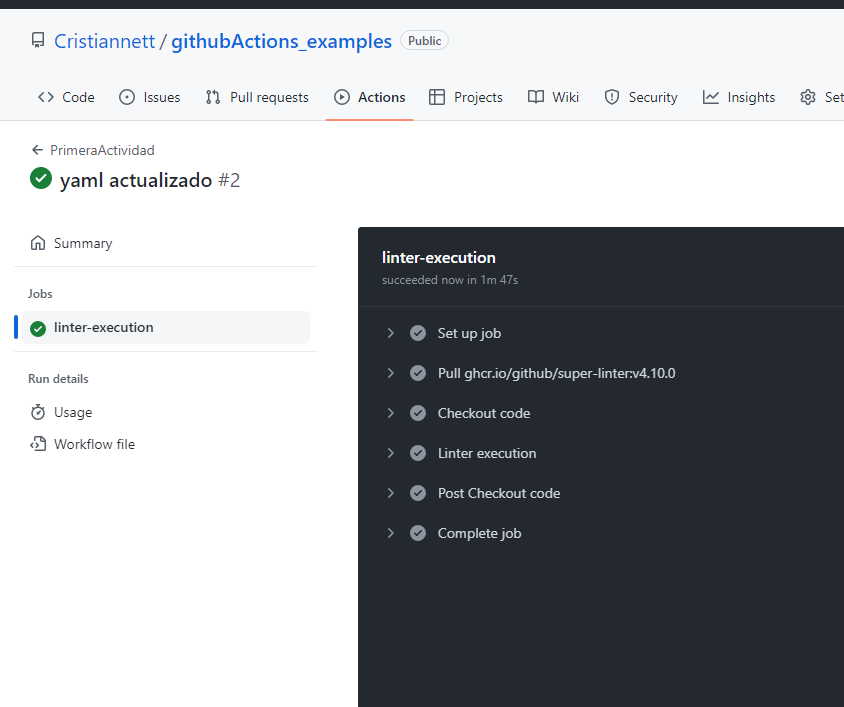 Cristiannett / githubActions_examples Public
Code Issues Pull requests Actions Projects Wiki Security Insights Set
PrimeraActividad
yaml actualizado #2
Summary
Jobs
linter-execution
Run details
Usage
Workflow file
linter-execution
succeeded now in 1m 47s
Set up job
Pull ghcr.io/github/super-linter:v4.10.0
Checkout code
Linter execution
Post Checkout code
Complete job